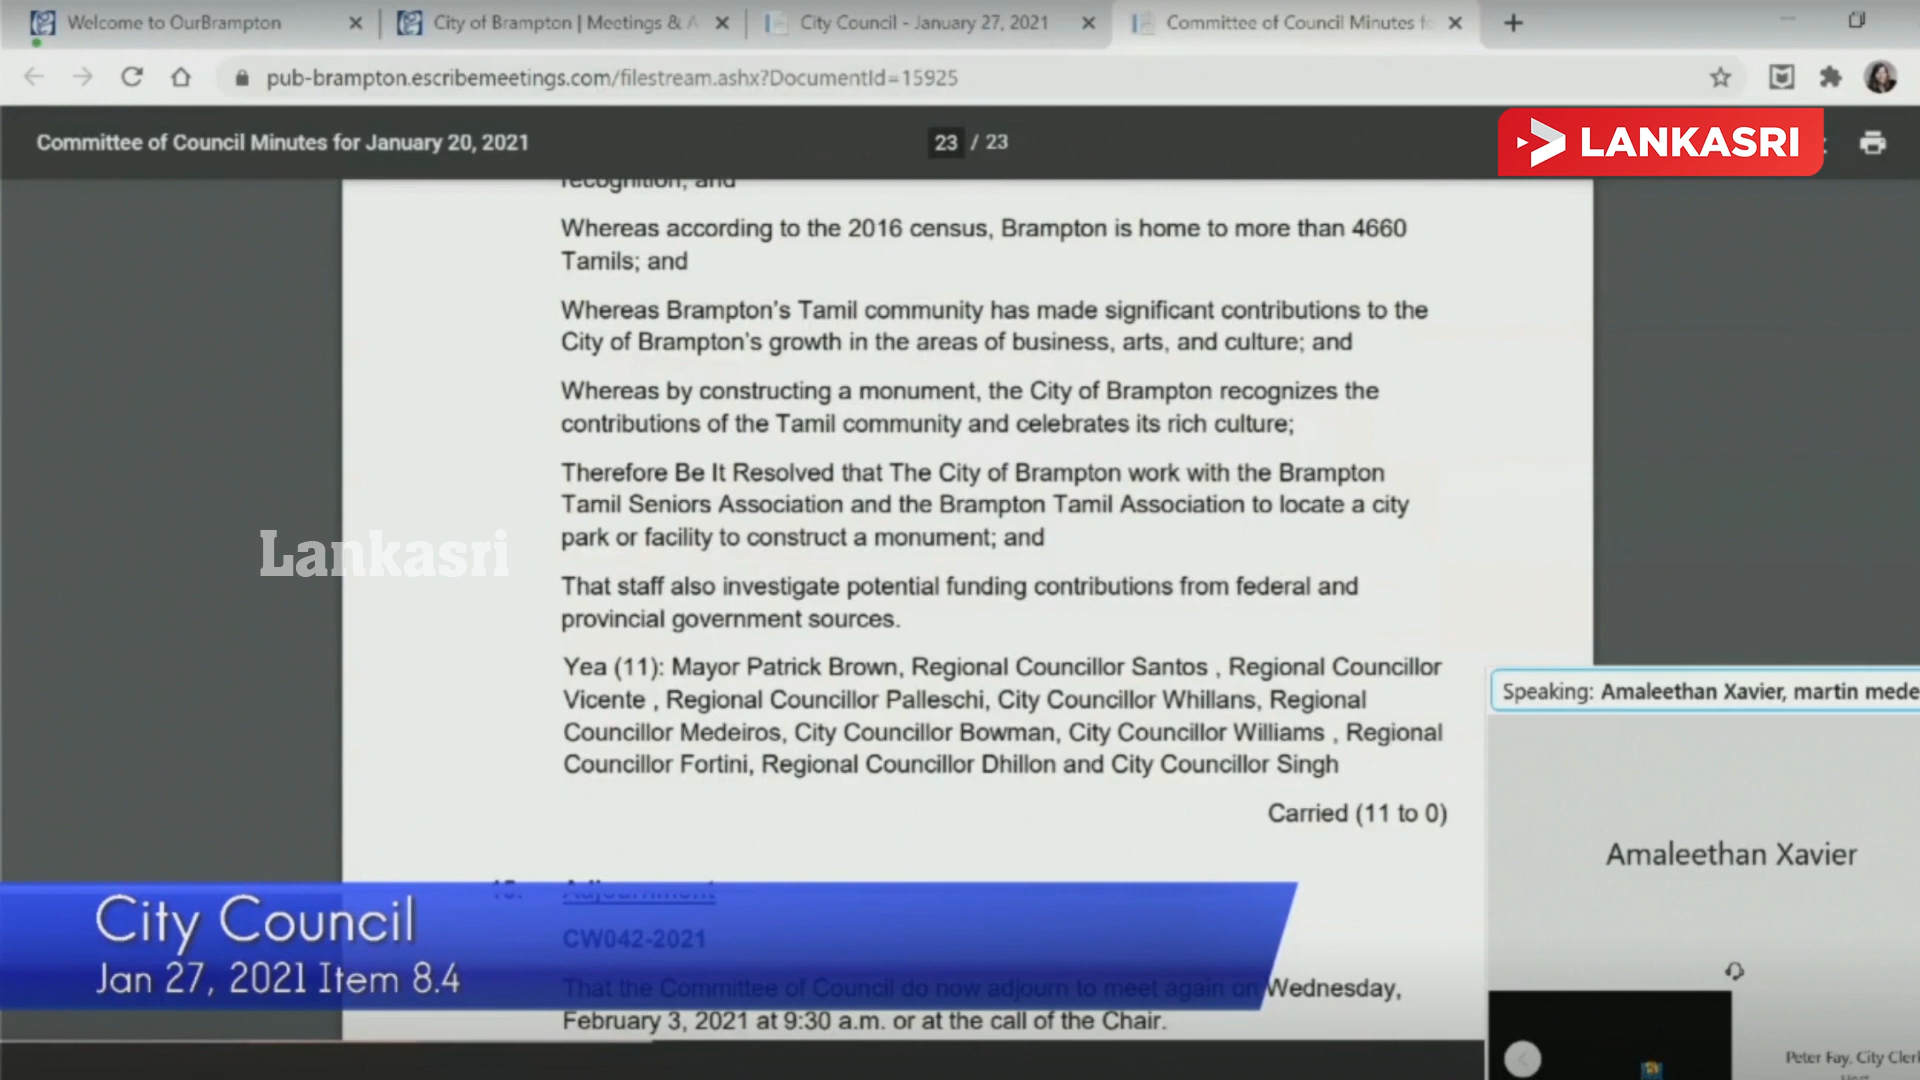 Welcome to OurBrampton
City of Brampton | Meetings & A
City Council - January 27, 2021
Committee of Council Minutes fo
pub-brampton.escribemeetings.com/filestream.ashx?DocumentId=15925
Committee of Council Minutes for January 20, 2021
23 / 23
LANKASRI
recognition; and
Whereas according to the 2016 census, Brampton is home to more than 4660
Tamils; and
Whereas Brampton's Tamil community has made significant contributions to the
City of Brampton's growth in the areas of business, arts, and culture; and
Whereas by constructing a monument, the City of Brampton recognizes the
contributions of the Tamil community and celebrates its rich culture;
Therefore Be It Resolved that The City of Brampton work with the Brampton
Tamil Seniors Association and the Brampton Tamil Association to locate a city
park or facility to construct a monument; and
Lankasri
That staff also investigate potential funding contributions from federal and
provincial government sources.
Yea (11): Mayor Patrick Brown, Regional Councillor Santos , Regional Councillor
Vicente , Regional Councillor Palleschi, City Councillor Whillans, Regional
Councillor Medeiros, City Councillor Bowman, City Councillor Williams , Regional
Councillor Fortini, Regional Councillor Dhillon and City Councillor Singh
Carried (11 to 0)
Speaking: Amaleethan Xavier, martin mede
Amaleethan Xavier
Adjournment
City Council
CW042-2021
Jan 27, 2021 Item 8.4
That the Committee of Council do now adjourn to meet again on Wednesday,
February 3, 2021 at 9:30 a.m. or at the call of the Chair.
Peter Fay, City Clerk